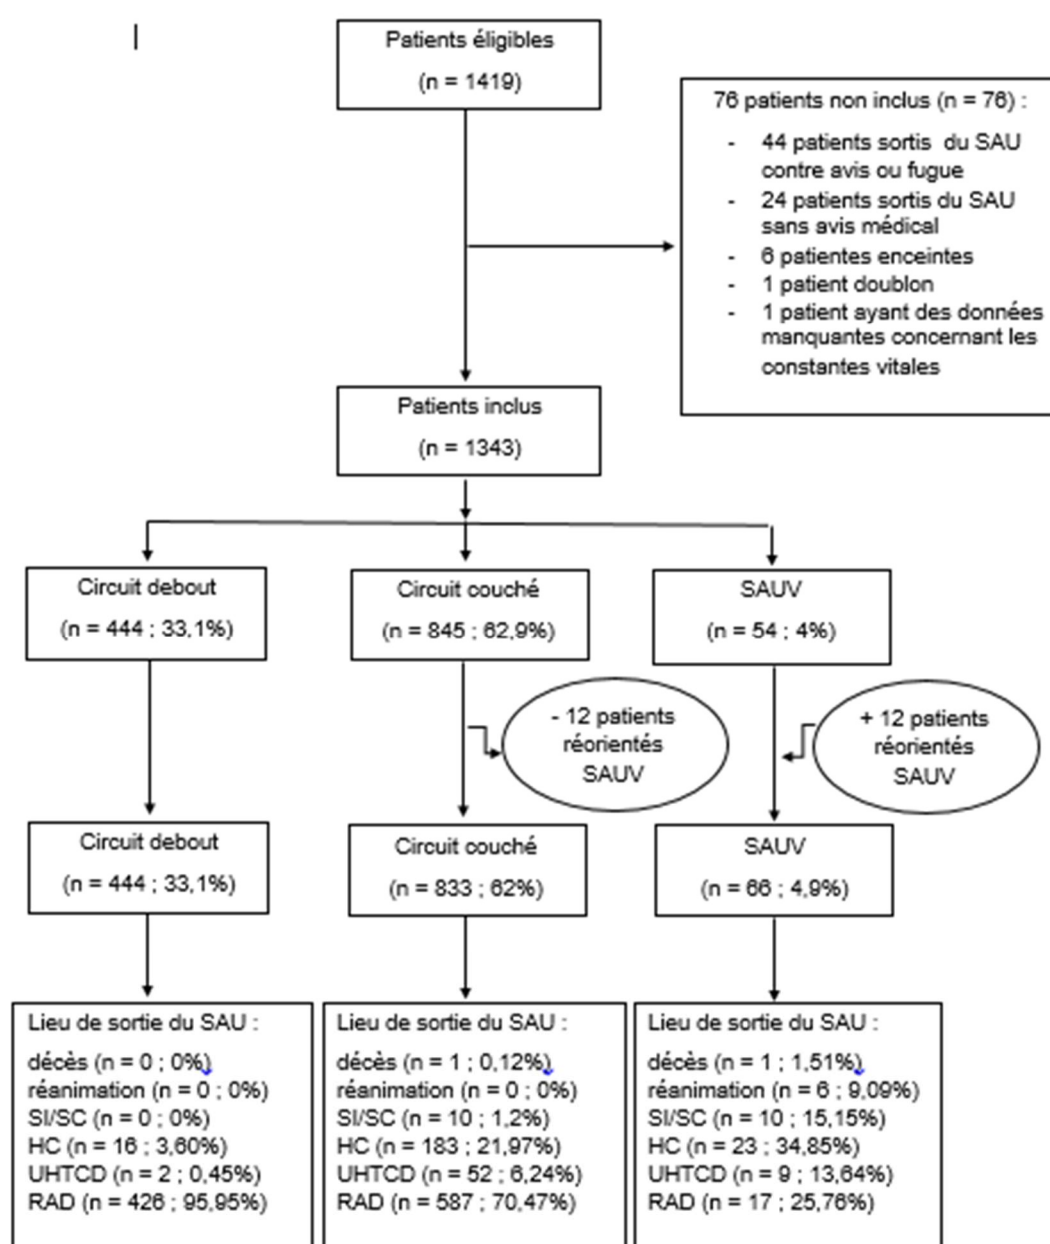 Patients éligibles
(n = 1419)
76 patients non inclus (n = 76) :
- 44 patients sortis du SAU
contre avis ou fugue
- 24 patients sortis du SAU
sans avis médical
- 6 patientes enceintes
- 1 patient doublon
- 1 patient ayant des données
manquantes concernant les
constantes vitales
Patients inclus
(n = 1343)
Circuit debout
(n = 444 ; 33,1%)
Circuit couché
(n = 845 ; 62,9%)
SAUV
(n = 54 ; 4%)
- 12 patients
réorientés
SAUV
+ 12 patients
réorientés
SAUV
Circuit debout
(n = 444 ; 33,1%)
Circuit couché
(n = 833 ; 62%)
SAUV
(n = 66 ; 4,9%)
Lieu de sortie du SAU :
décès (n = 0 ; 0%)
réanimation (n = 0 ; 0%)
SI/SC (n = 0 ; 0%)
HC (n = 16 ; 3,60%)
UHTCD (n = 2 ; 0,45%)
RAD (n = 426 ; 95,95%)
Lieu de sortie du SAU :
décès (n = 1 ; 0,12%)
réanimation (n = 0 ; 0%)
SI/SC (n = 10 ; 1,2%)
HC (n = 183 ; 21,97%)
UHTCD (n = 52 ; 6,24%)
RAD (n = 587 ; 70,47%)
Lieu de sortie du SAU :
décès (n = 1 ; 1,51%)
réanimation (n = 6 ; 9,09%)
SI/SC (n = 10 ; 15,15%)
HC (n = 23 ; 34,85%)
UHTCD (n = 9 ; 13,64%)
RAD (n = 17 ; 25,76%)